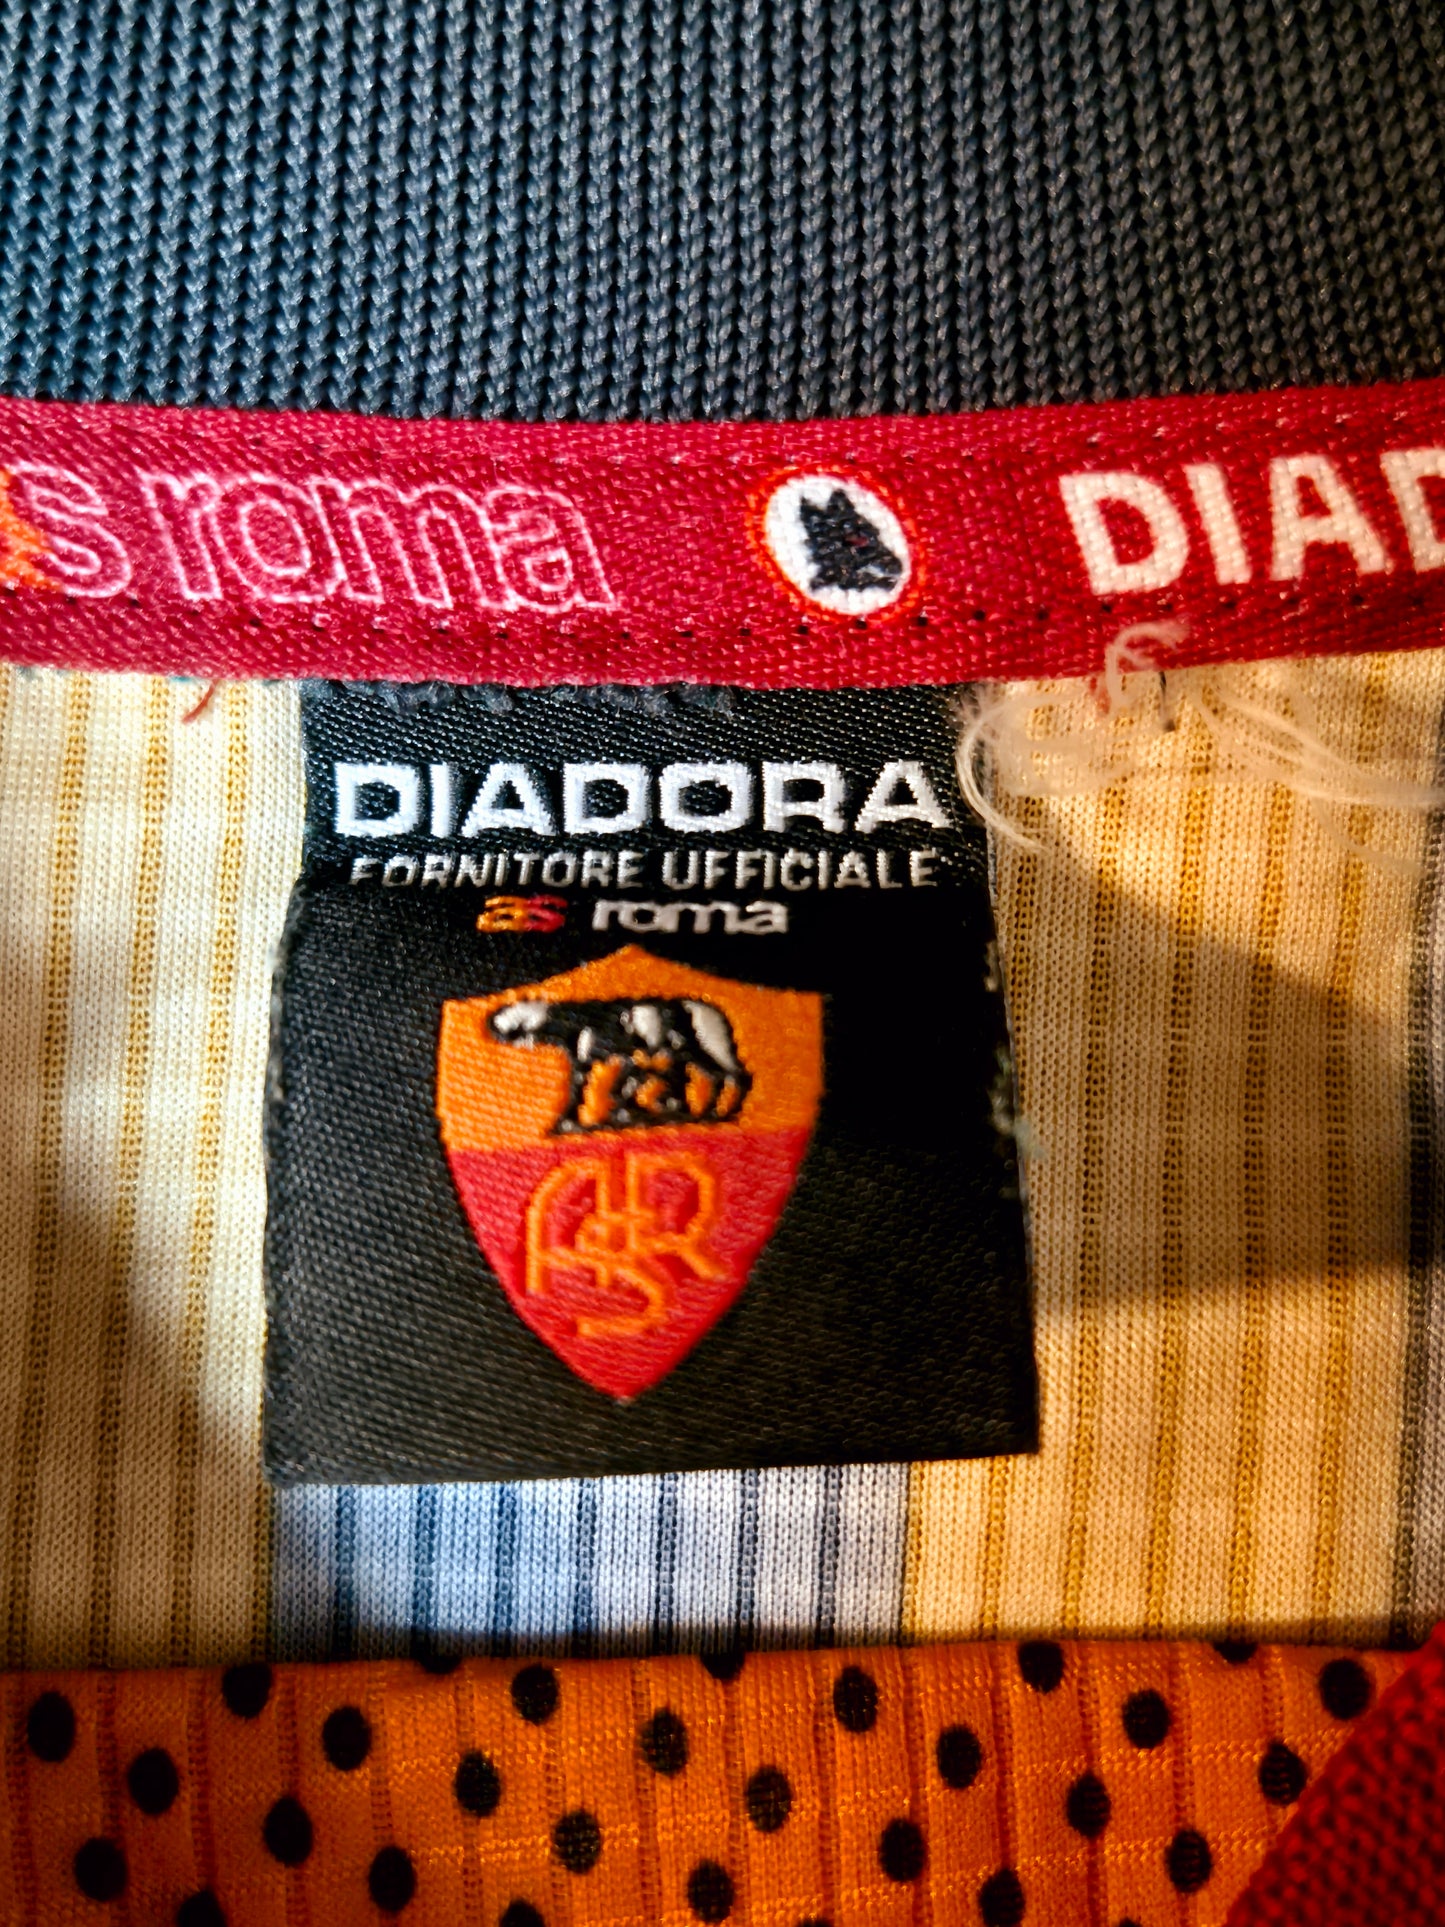 as roma DIAD
DIADORA
FORNITORE UFFICIALE
as roma
ASR